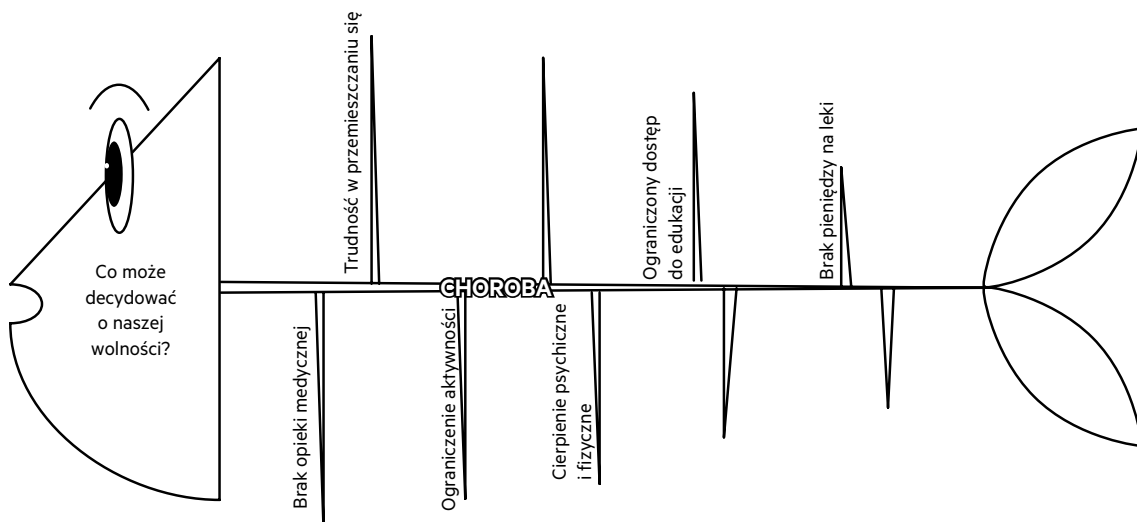 Co może
decydować
o naszej
wolności?
Trudność w przemieszczaniu się
Ograniczony dostęp
do edukacji
Brak pieniędzy na leki
CHOROBA
Brak opieki medycznej
Ograniczenie aktywności
Cierpienie psychiczne
i fizyczne